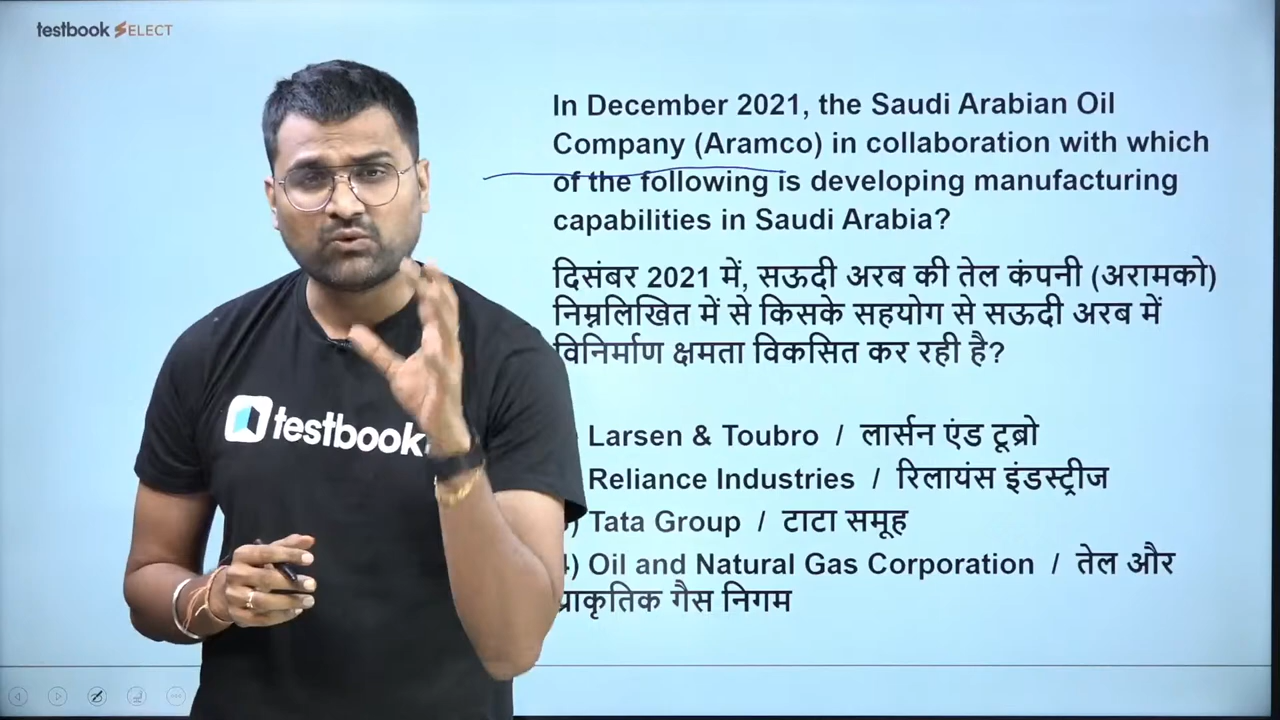 testbook SELECT
In December 2021, the Saudi Arabian Oil
Company (Aramco) in collaboration with which
of the following is developing manufacturing
capabilities in Saudi Arabia?
दिसंबर 2021 में, सऊदी अरब की तेल कंपनी (अरामको)
निम्नलिखित में से किसके सहयोग से सऊदी अरब में
विनिर्माण क्षमता विकसित कर रही है?
testbook
Larsen & Toubro / लार्सन एंड टूब्रो
Reliance Industries / रिलायंस इंडस्ट्रीज
3) Tata Group / टाटा समूह
4) Oil and Natural Gas Corporation / तेल और
प्राकृतिक गैस निगम